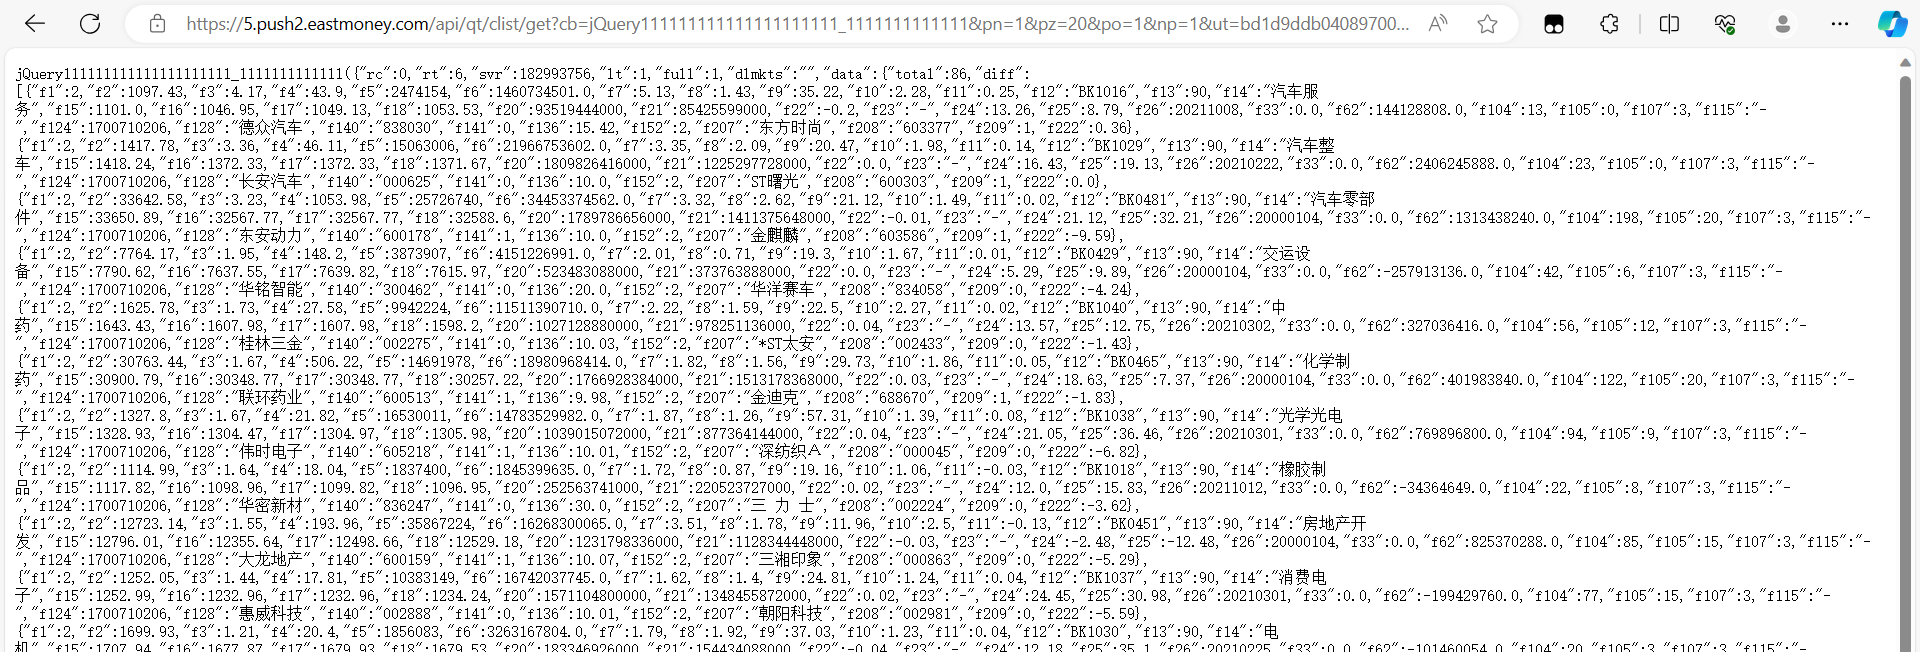 https://5.push2.eastmoney.com/api/qt/clist/get?cb=jQuery111111111111111111111_1111111111111&pn=1&pz=20&po=1&np=1&ut=bd1d9ddb04089700...
jQuery111111111111111111111_1111111111111({"rc":0,"rt":6,"svr":182993756,"lt":1,"full":1,"dlmkts":"","data":{"total":86,"diff":
[{"f1":2,"f2":1097.43,"f3":4.17,"f4":43.9,"f5":2474154,"f6":1460734501.0,"f7":5.13,"f8":1.43,"f9":35.22,"f10":2.28,"f11":0.25,"f12":"BK1016","f13":90,"f14":"汽车服
务","f15":1101.0,"f16":1046.95,"f17":1049.13,"f18":1053.53,"f20":93519444000,"f21":85425599000,"f22":-0.2,"f23":"-","f24":13.26,"f25":8.79,"f26":20211008,"f33":0.0,"f62":144128808.0,"f104":13,"f105":0,"f107":3,"f115":"-
","f124":1700710206,"f128":"德众汽车","f140":"838030","f141":0,"f136":15.42,"f152":2,"f207":"东方时尚","f208":"603377","f209":1,"f222":0.36},
{"f1":2,"f2":1417.78,"f3":3.36,"f4":46.11,"f5":15063006,"f6":21966753602.0,"f7":3.35,"f8":2.09,"f9":20.47,"f10":1.98,"f11":0.14,"f12":"BK1029","f13":90,"f14":"汽车整
车","f15":1418.24,"f16":1372.33,"f17":1372.33,"f18":1371.67,"f20":1809826416000,"f21":1225297728000,"f22":0.0,"f23":"-","f24":16.43,"f25":19.13,"f26":20210222,"f33":0.0,"f62":2406245888.0,"f104":23,"f105":0,"f107":3,"f115":"-
","f124":1700710206,"f128":"长安汽车","f140":"000625","f141":0,"f136":10.0,"f152":2,"f207":"ST曙光","f208":"600303","f209":1,"f222":0.0},
{"f1":2,"f2":33642.58,"f3":3.23,"f4":1053.98,"f5":25726740,"f6":34453374562.0,"f7":3.32,"f8":2.62,"f9":21.12,"f10":1.49,"f11":0.02,"f12":"BK0481","f13":90,"f14":"汽车零部
件","f15":33650.89,"f16":32567.77,"f17":32567.77,"f18":32588.6,"f20":1789786656000,"f21":1411375648000,"f22":-0.01,"f23":"-","f24":21.12,"f25":32.21,"f26":20000104,"f33":0.0,"f62":1313438240.0,"f104":198,"f105":20,"f107":3,"f115":"-
","f124":1700710206,"f128":"东安动力","f140":"600178","f141":1,"f136":10.0,"f152":2,"f207":"金麒麟","f208":"603586","f209":1,"f222":-9.59},
{"f1":2,"f2":7764.17,"f3":1.95,"f4":148.2,"f5":3873907,"f6":4151226991.0,"f7":2.01,"f8":0.71,"f9":19.3,"f10":1.67,"f11":0.01,"f12":"BK0429","f13":90,"f14":"交运设
备","f15":7790.62,"f16":7637.55,"f17":7639.82,"f18":7615.97,"f20":523483088000,"f21":373763888000,"f22":0.0,"f23":"-","f24":5.29,"f25":9.89,"f26":20000104,"f33":0.0,"f62":-257913136.0,"f104":42,"f105":6,"f107":3,"f115":"-
","f124":1700710206,"f128":"华铭智能","f140":"300462","f141":0,"f136":20.0,"f152":2,"f207":"华洋赛车","f208":"834058","f209":0,"f222":-4.24},
{"f1":2,"f2":1625.78,"f3":1.73,"f4":27.58,"f5":9942224,"f6":11511390710.0,"f7":2.22,"f8":1.59,"f9":22.5,"f10":2.27,"f11":0.02,"f12":"BK1040","f13":90,"f14":"中
药","f15":1643.43,"f16":1607.98,"f17":1607.98,"f18":1598.2,"f20":1027128880000,"f21":978251136000,"f22":0.04,"f23":"-","f24":13.57,"f25":12.75,"f26":20210302,"f33":0.0,"f62":327036416.0,"f104":56,"f105":12,"f107":3,"f115":"-
","f124":1700710206,"f128":"桂林三金","f140":"002275","f141":0,"f136":10.03,"f152":2,"f207":"*ST太安","f208":"002433","f209":0,"f222":-1.43},
{"f1":2,"f2":30763.44,"f3":1.67,"f4":506.22,"f5":14691978,"f6":18980968414.0,"f7":1.82,"f8":1.56,"f9":29.73,"f10":1.86,"f11":0.05,"f12":"BK0465","f13":90,"f14":"化学制
药","f15":30900.79,"f16":30348.77,"f17":30348.77,"f18":30257.22,"f20":1766928384000,"f21":1513178368000,"f22":0.03,"f23":"-","f24":18.63,"f25":7.37,"f26":20000104,"f33":0.0,"f62":401983840.0,"f104":122,"f105":20,"f107":3,"f115":"-
","f124":1700710206,"f128":"联环药业","f140":"600513","f141":1,"f136":9.98,"f152":2,"f207":"金迪克","f208":"688670","f209":1,"f222":-1.83},
{"f1":2,"f2":1327.8,"f3":1.67,"f4":21.82,"f5":16530011,"f6":14783529982.0,"f7":1.87,"f8":1.26,"f9":57.31,"f10":1.39,"f11":0.08,"f12":"BK1038","f13":90,"f14":"光学光电
子","f15":1328.93,"f16":1304.47,"f17":1304.97,"f18":1305.98,"f20":1039015072000,"f21":877364144000,"f22":0.04,"f23":"-","f24":21.05,"f25":36.46,"f26":20210301,"f33":0.0,"f62":769896800.0,"f104":94,"f105":9,"f107":3,"f115":"-
","f124":1700710206,"f128":"伟时电子","f140":"605218","f141":1,"f136":10.01,"f152":2,"f207":"深纺织Ａ","f208":"000045","f209":0,"f222":-6.82},
{"f1":2,"f2":1114.99,"f3":1.64,"f4":18.04,"f5":1837400,"f6":1845399635.0,"f7":1.72,"f8":0.87,"f9":19.16,"f10":1.06,"f11":-0.03,"f12":"BK1018","f13":90,"f14":"橡胶制
品","f15":1117.82,"f16":1098.96,"f17":1099.82,"f18":1096.95,"f20":252563741000,"f21":220523727000,"f22":0.02,"f23":"-","f24":12.0,"f25":15.83,"f26":20211012,"f33":0.0,"f62":-34364649.0,"f104":22,"f105":8,"f107":3,"f115":"-
","f124":1700710206,"f128":"华密新材","f140":"836247","f141":0,"f136":30.0,"f152":2,"f207":"三 力 士","f208":"002224","f209":0,"f222":-3.62},
{"f1":2,"f2":12723.14,"f3":1.55,"f4":193.96,"f5":35867224,"f6":16268300065.0,"f7":3.51,"f8":1.78,"f9":11.96,"f10":2.5,"f11":-0.13,"f12":"BK0451","f13":90,"f14":"房地产开
发","f15":12796.01,"f16":12355.64,"f17":12498.66,"f18":12529.18,"f20":1231798336000,"f21":1128344448000,"f22":-0.03,"f23":"-","f24":-2.48,"f25":-12.48,"f26":20000104,"f33":0.0,"f62":825370288.0,"f104":85,"f105":15,"f107":3,"f115":"-
","f124":1700710206,"f128":"大龙地产","f140":"600159","f141":1,"f136":10.07,"f152":2,"f207":"三湘印象","f208":"000863","f209":0,"f222":-5.29},
{"f1":2,"f2":1252.05,"f3":1.44,"f4":17.81,"f5":10383149,"f6":16742037745.0,"f7":1.62,"f8":1.4,"f9":24.81,"f10":1.24,"f11":0.04,"f12":"BK1037","f13":90,"f14":"消费电
子","f15":1252.99,"f16":1232.96,"f17":1232.96,"f18":1234.24,"f20":1571104800000,"f21":1348455872000,"f22":0.02,"f23":"-","f24":24.45,"f25":30.98,"f26":20210301,"f33":0.0,"f62":-199429760.0,"f104":77,"f105":15,"f107":3,"f115":"-
","f124":1700710206,"f128":"惠威科技","f140":"002888","f141":0,"f136":10.01,"f152":2,"f207":"朝阳科技","f208":"002981","f209":0,"f222":-5.59},
{"f1":2,"f2":1699.93,"f3":1.21,"f4":20.4,"f5":1856083,"f6":3263167804.0,"f7":1.79,"f8":1.92,"f9":37.03,"f10":1.23,"f11":0.04,"f12":"BK1030","f13":90,"f14":"电
机","f15":1707.94,"f16":1677.87,"f17":1679.93,"f18":1679.53,"f20":183346926000,"f21":154434088000,"f22":-0.04,"f23":"-","f24":12.18,"f25":35.1,"f26":20210225,"f33":0.0,"f62":-101460054.0,"f104":20,"f105":3,"f107":3,"f115":"-